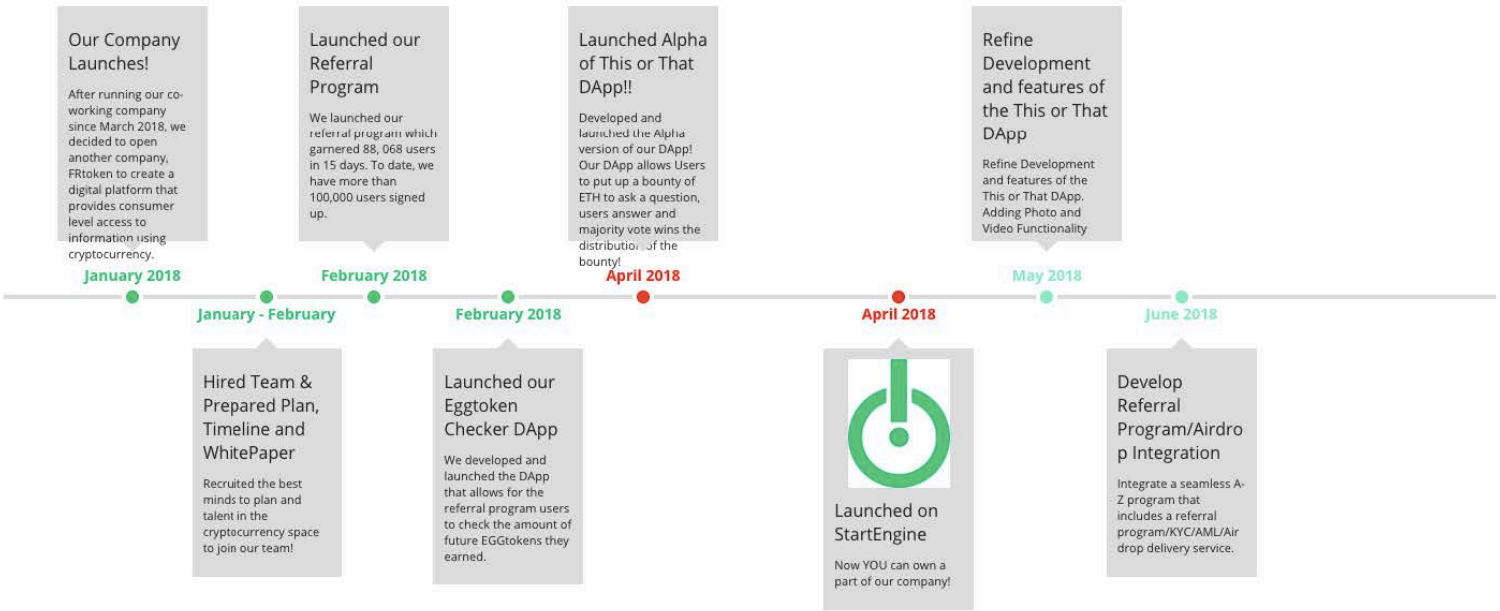 Our Company
Launches!
After running our co-
working company
since March 2018, we
decided to open
another company,
FRtoken to create a
digital platform that
provides consumer
level access to
information using
cryptocurrency.
January 2018
January - February
Hired Team &
Prepared Plan,
Timeline and
WhitePaper
Recruited the best
minds to plan and
talent in the
cryptocurrency space
to join our team!
Launched our
Referral
Program
We launched our
referral program which
garnered 88, 068 users
in 15 days. To date, we
have more than
100,000 users signed
up.
February 2018
February 2018
Launched our
Eggtoken
Checker DApp
We developed and
launched the DApp
that allows for the
referral program users
to check the amount of
future EGGtokens they
earned.
Launched Alpha
of This or That
DApp!!
Developed and
launched the Alpha
version of our DApp!
Our DApp allows Users
to put up a bounty of
ETH to ask a question,
users answer and
majority vote wins the
distribution of the
bounty!
April 2018
April 2018
Launched on
StartEngine
Now YOU can own a
part of our company!
Refine
Development
and features of
the This or That
DApp
Refine Development
and features of the
This or That DApp.
Adding Photo and
Video Functionality
May 2018
June 2018
Develop
Referral
Program/Airdro
p Integration
Integrate a seamless A-
Z program that
includes a referral
program/KYC/AML/Air
drop delivery service.